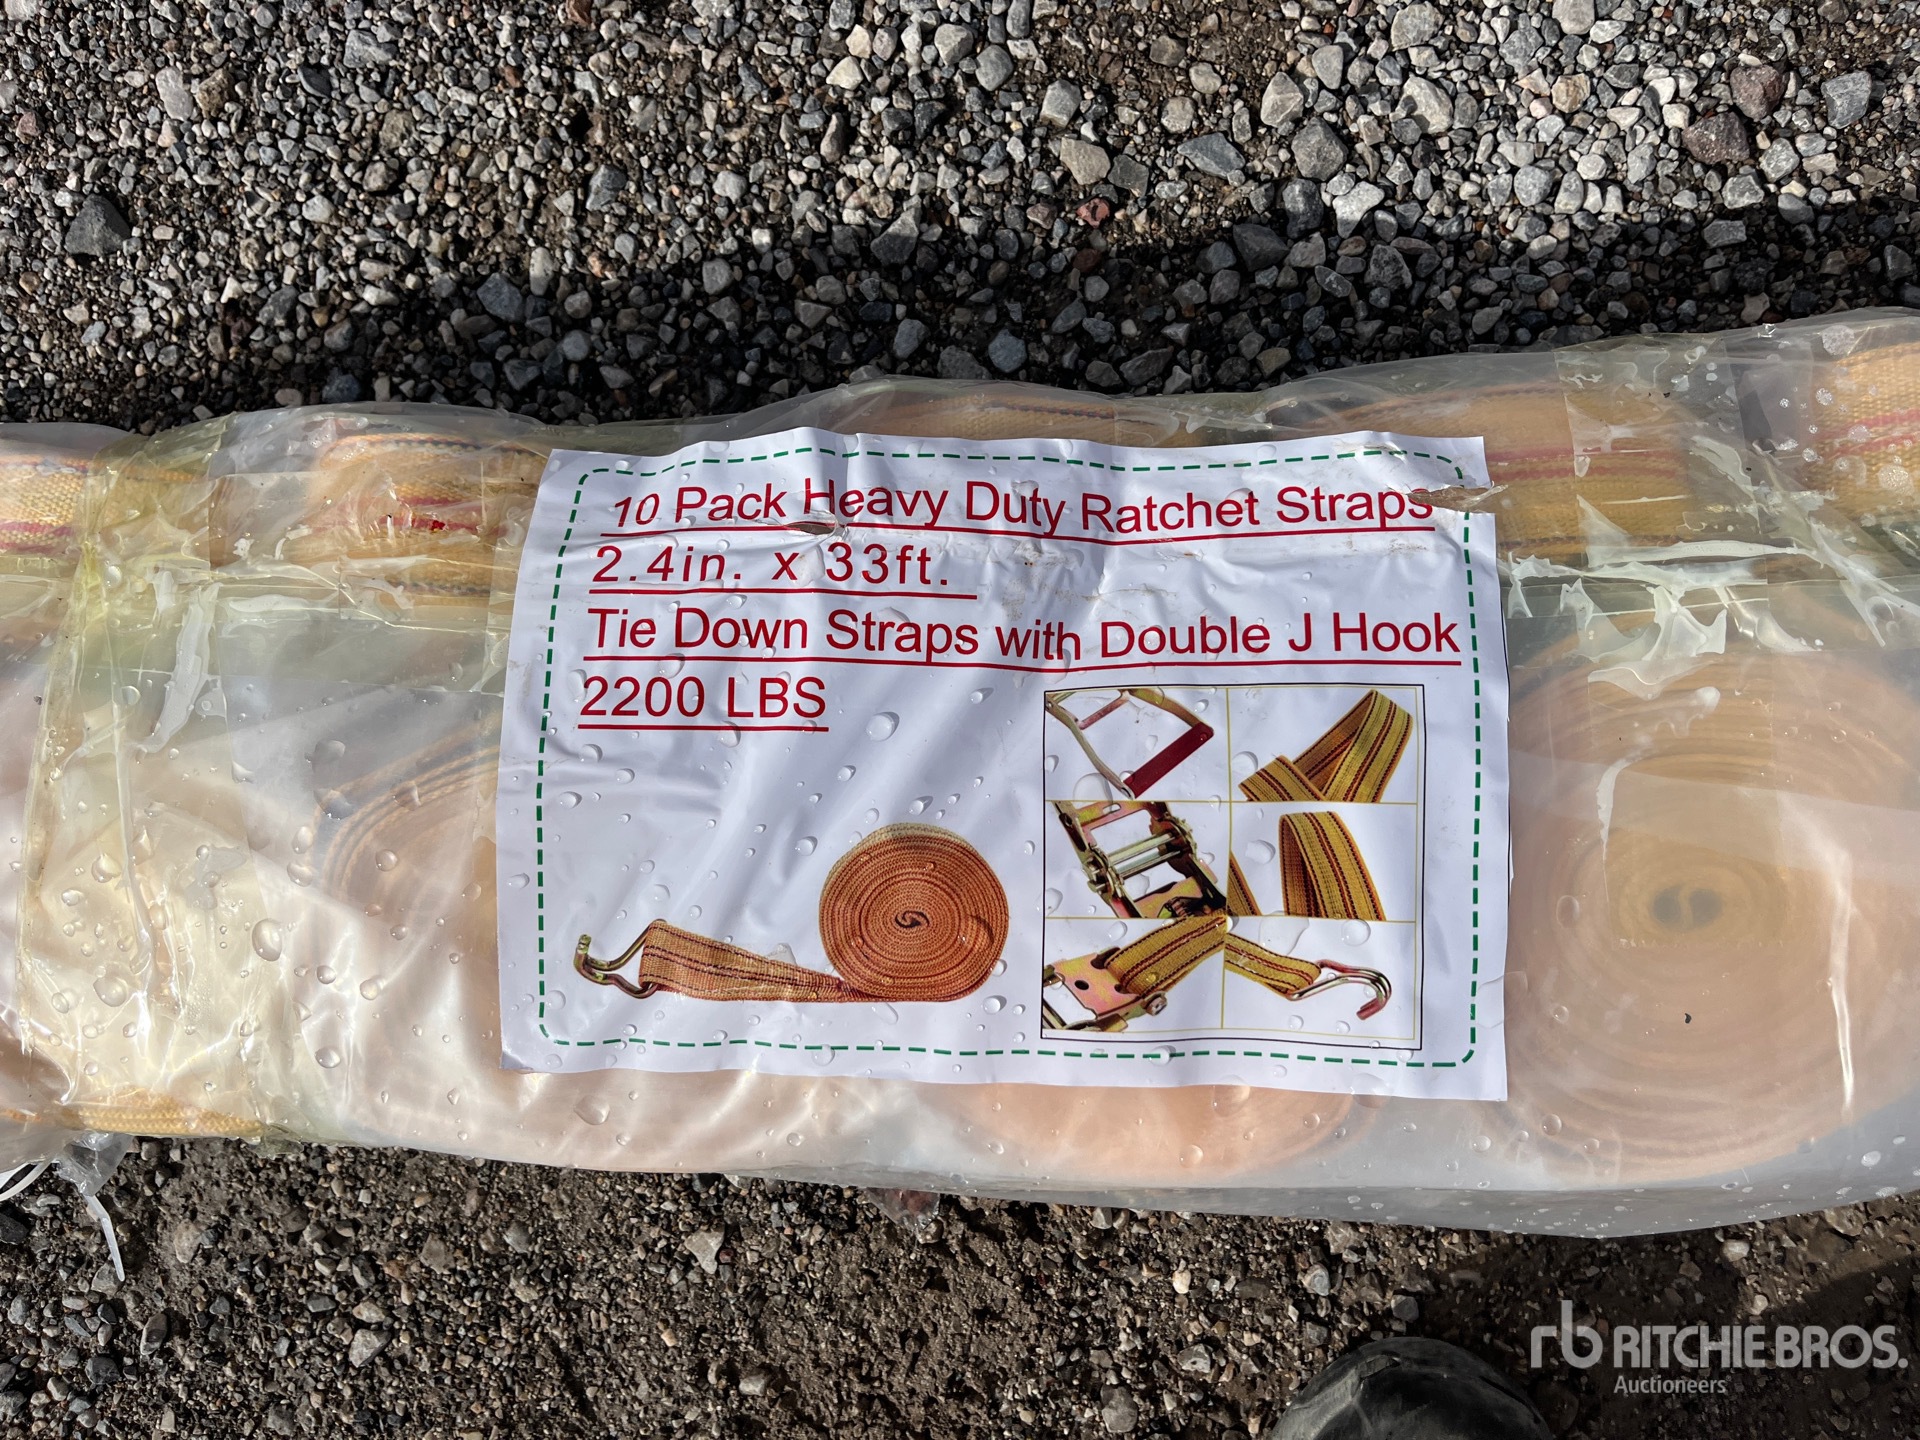 10 Pack Heavy Duty Ratchet Straps
2.4in. x 33ft.
Tie Down Straps with Double J Hook
2200 LBS
rb RITCHIE BROS.
Auctioneers